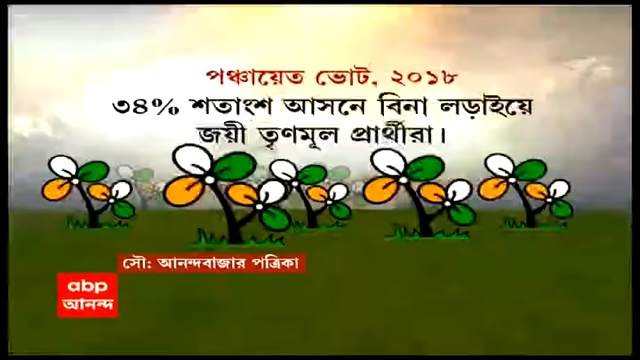 পঞ্চায়েত ভোট, ২০১৮
৩৪% শতাংশ আসনে বিনা লড়াইয়ে
জয়ী তৃণমূল প্রার্থীরা।
সৌ: আনন্দবাজার পত্রিকা
abp
আনন্দ